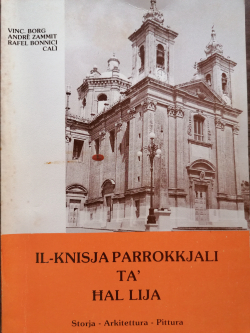 VINC. BORG
ANDRÈ ZAMMIT
RAFEL BONNICI
CALÌ
IL-KNISJA PARROKKJALI
TA'
ĦAL LIJA
Storja - Arkitettura - Pittura